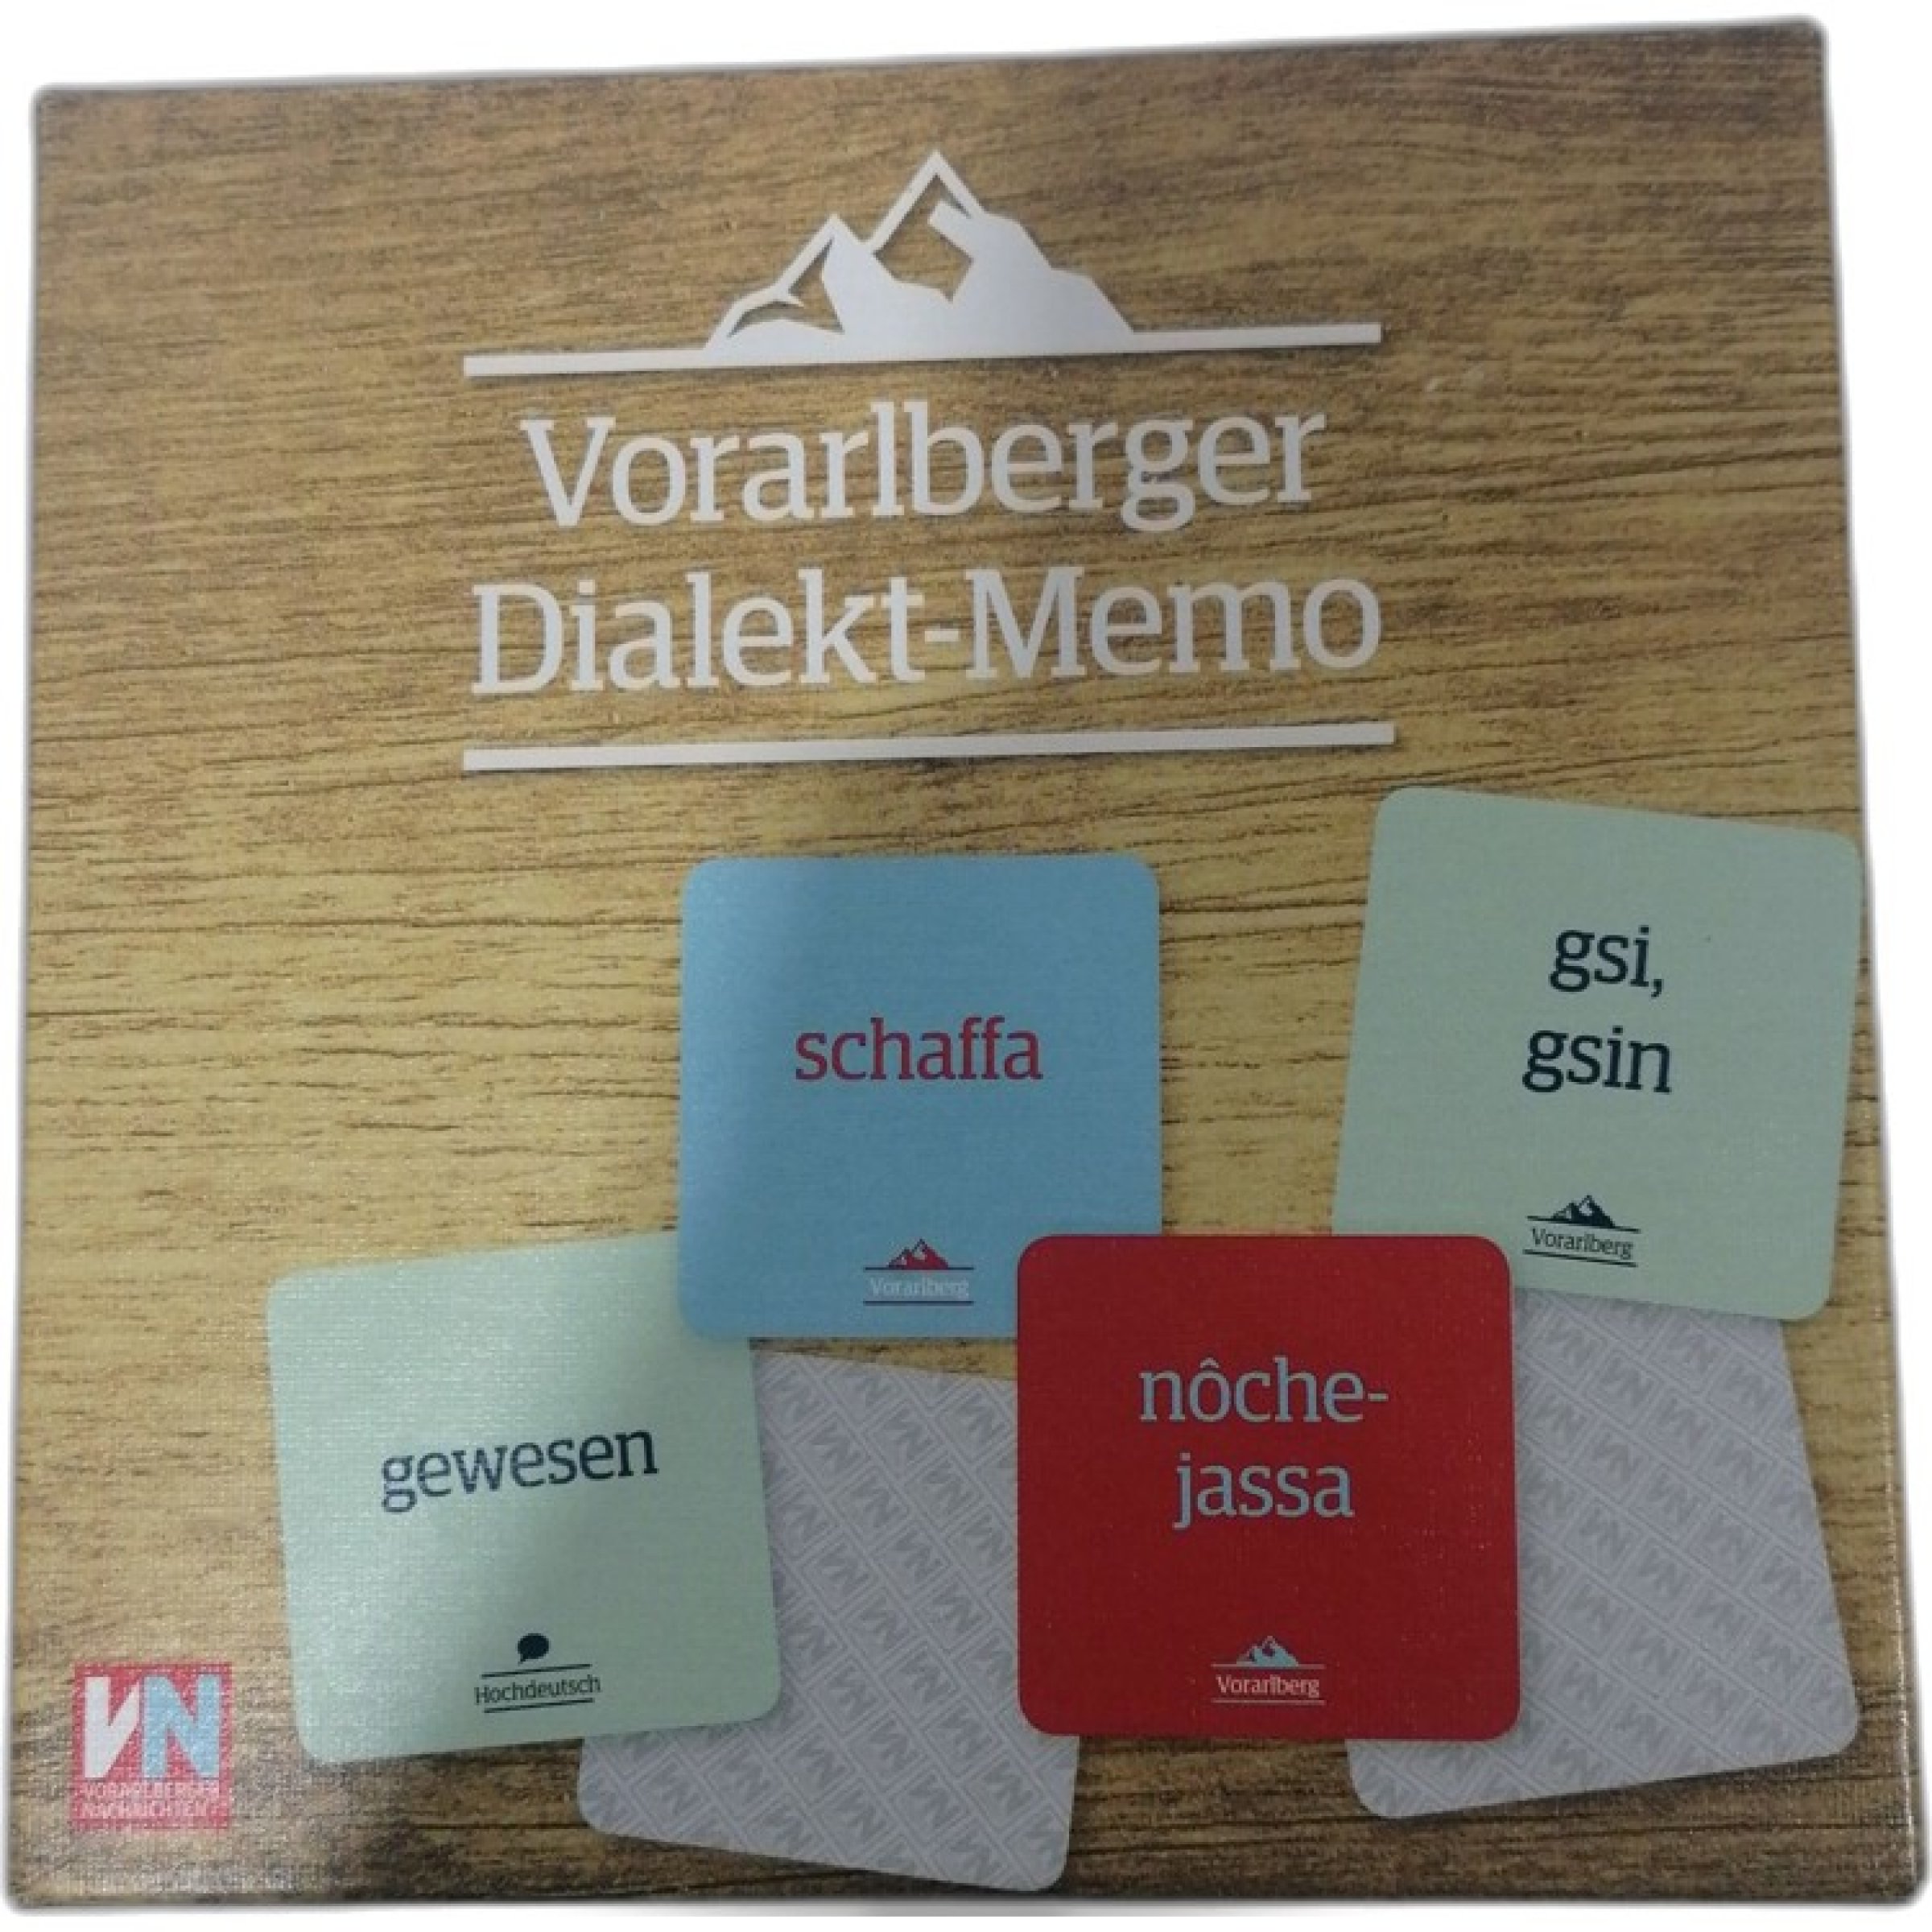 Vorarlberger
Dialekt-Memo
schaffa
Vorarlberg
gsi,
gsin
Vorarlberg
gewesen
Hochdeutsch
nôche-
jassa
Vorarlberg
VN
VORARLBERGER
NACHRICHTEN